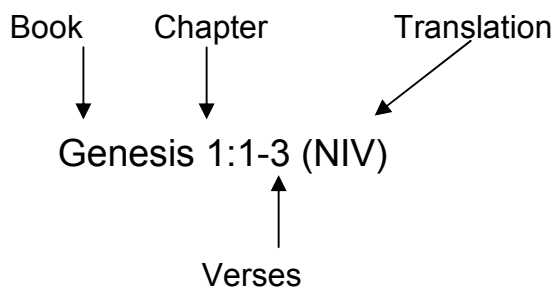 Book Chapter Translation
Genesis 1:1-3 (NIV)
Verses